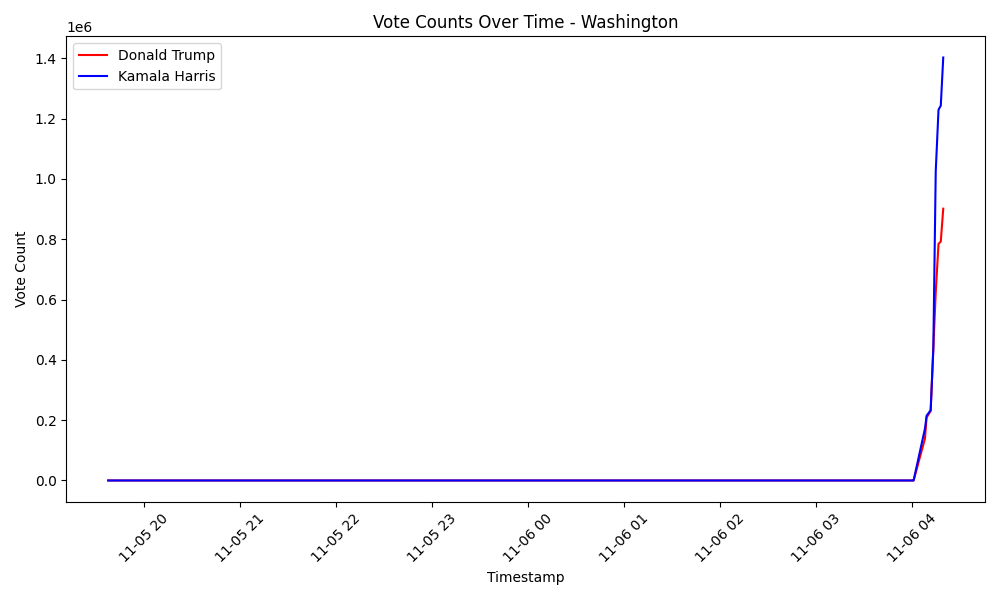 Vote Counts Over Time - Washington
1e6
Donald Trump
Kamala Harris
1.4
1.2
1.0
0.8
0.6
0.4
0.2
0.0
Vote Count
11-05 20
11-05 21
11-05 22
11-05 23
11-06 00
11-06 01
11-06 02
11-06 03
11-06 04
Timestamp